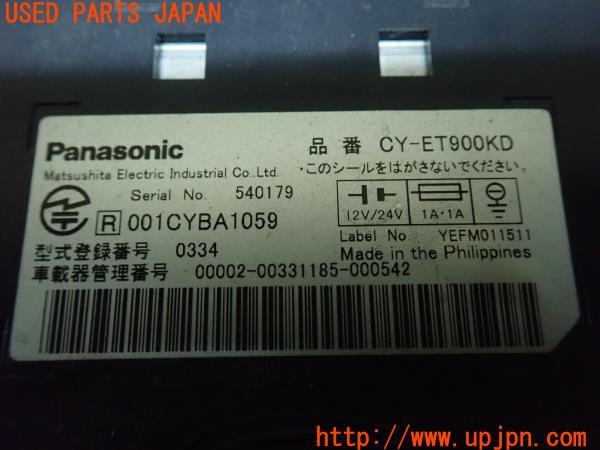 USED PARTS JAPAN
Panasonic
品番 CY-ET900KD
Matsushita Electric Industrial Co.,Ltd.
・このシールをはがさないでください。
Serial No. 540179
R 001CYBA1059
12V/24V
1A・1A
型式登録番号 0334
Label No. YEFM011511
車載器管理番号 00002-00331185-000542
Made in the Philippines
UPJ
http://www.upjpn.com